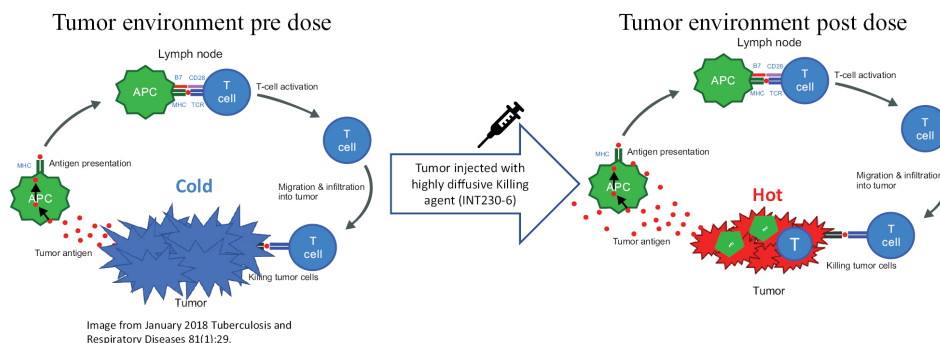 Tumor environment pre dose
Lymph node
APC
B7
CD28
MHC
TCR
T
cell
T-cell activation
T
cell
MHC
Antigen presentation
APC
Cold
Migration & infiltration
into tumor
Tumor antigen
T
cell
Killing tumor cells
Tumor
Image from January 2018 Tuberculosis and
Respiratory Diseases 81(1):29.
Tumor injected with
highly diffusive Killing
agent (INT230-6)
Tumor environment post dose
Lymph node
APC
B7
CD28
MHC
TCR
T
cell
T-cell activation
T
cell
MHC
Antigen presentation
APC
Hot
Migration & infiltration
into tumor
Tumor antigen
T
T
cell
Killing tumor cells
Tumor